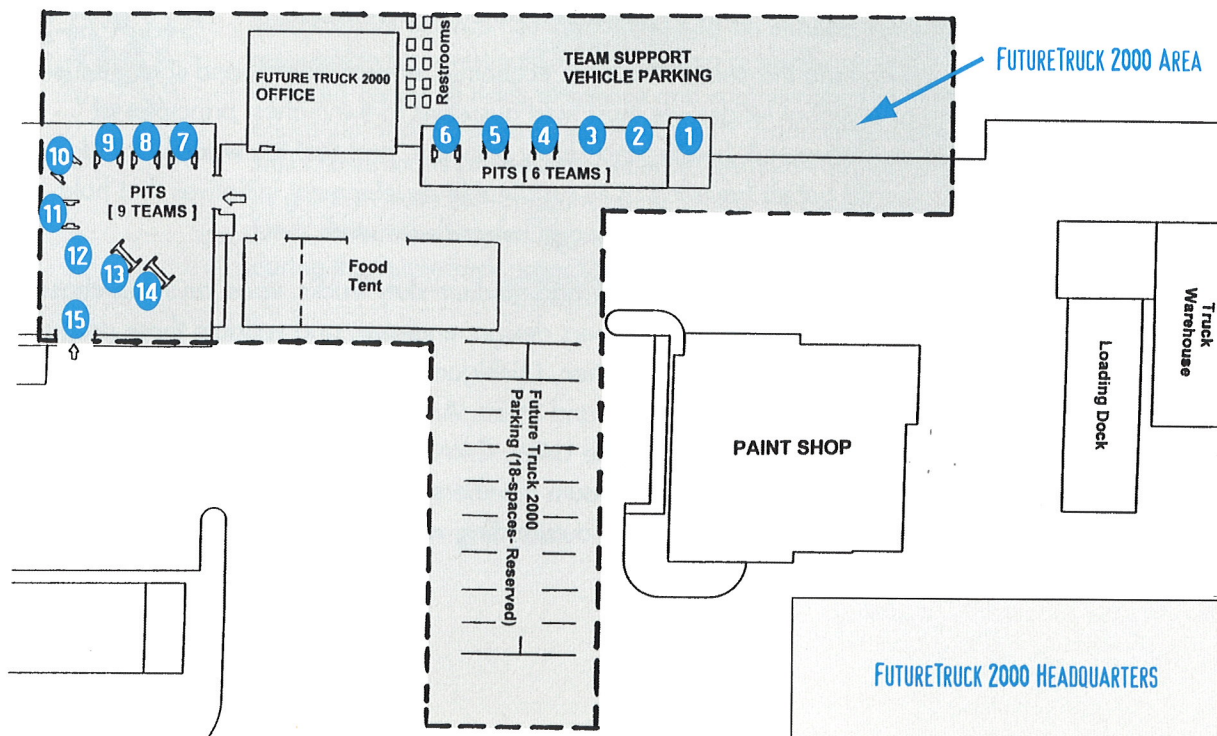 FUTURE TRUCK 2000
OFFICE
Restrooms
TEAM SUPPORT
VEHICLE PARKING
FUTURETRUCK 2000 AREA
10
9
8
7
6
5
4
3
2
1
PITS [ 6 TEAMS ]
PITS
[ 9 TEAMS ]
11
12
13
14
15
Food
Tent
Future Truck 2000
Parking (18-spaces- Reserved)
PAINT SHOP
Loading Dock
Truck
Warehouse
FUTURETRUCK 2000 HEADQUARTERS